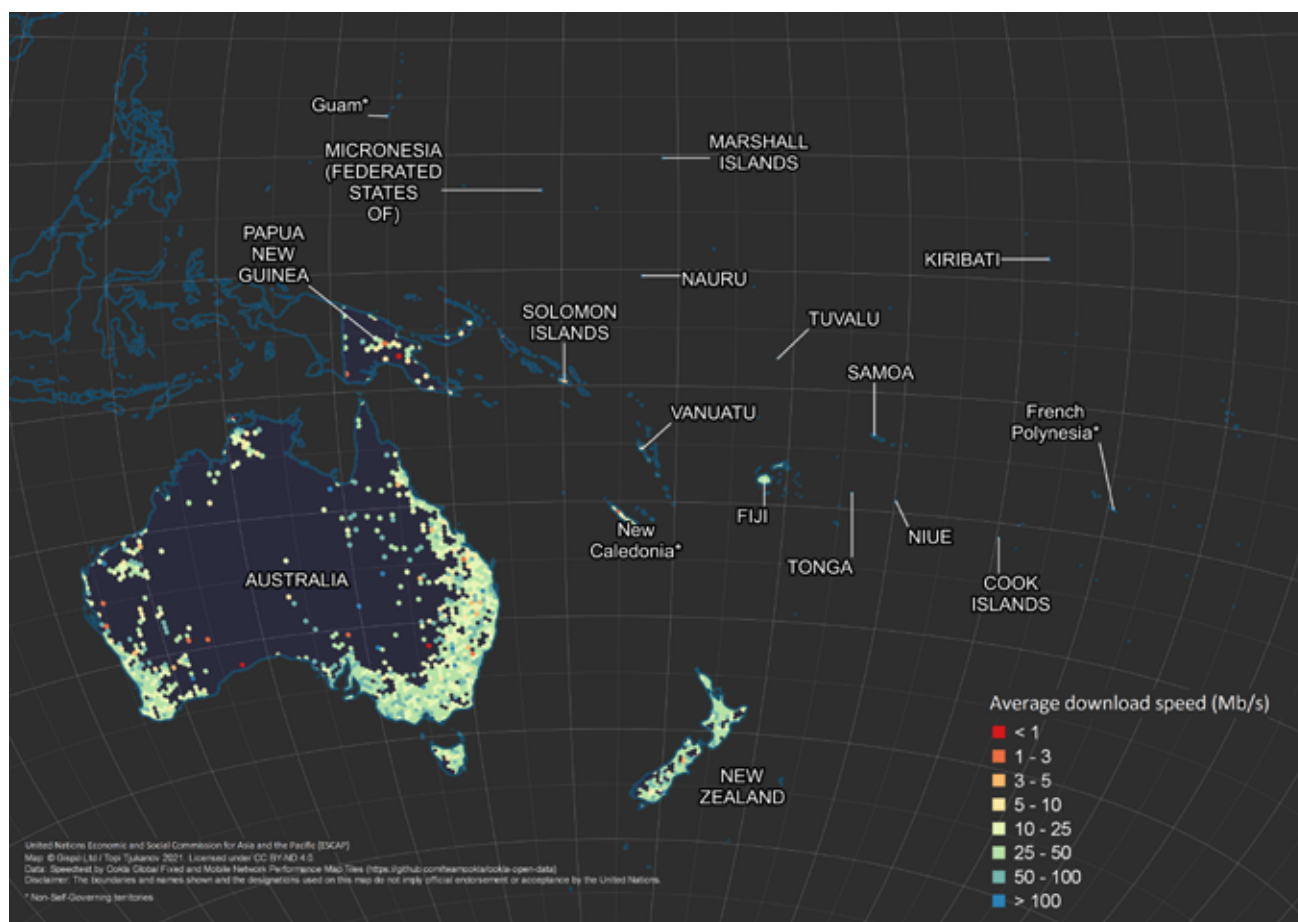 Guam*
MICRONESIA
(FEDERATED
STATES
OF)
MARSHALL
ISLANDS
PAPUA
NEW
GUINEA
NAURU
KIRIBATI
SOLOMON
ISLANDS
TUVALU
SAMOA
VANUATU
French
Polynesia*
New
Caledonia*
FIJI
TONGA
NIUE
COOK
ISLANDS
AUSTRALIA
NEW
ZEALAND
Average download speed (Mb/s)
< 1
1 - 3
3 - 5
5 - 10
10 - 25
25 - 50
50 - 100
> 100
United Nations Economic and Social Commission for Asia and the Pacific (ESCAP)
Map: © Gispo Ltd / Topi Tjukanov 2021. Licensed under CC BY-ND 4.0.
Data: Speedtest by Ookla Global Fixed and Mobile Network Performance Map Tiles (https://github.com/teamookla/ookla-open-data)
Disclaimer: The boundaries and names shown and the designations used on this map do not imply official endorsement or acceptance by the United Nations.
* Non-Self-Governing territories